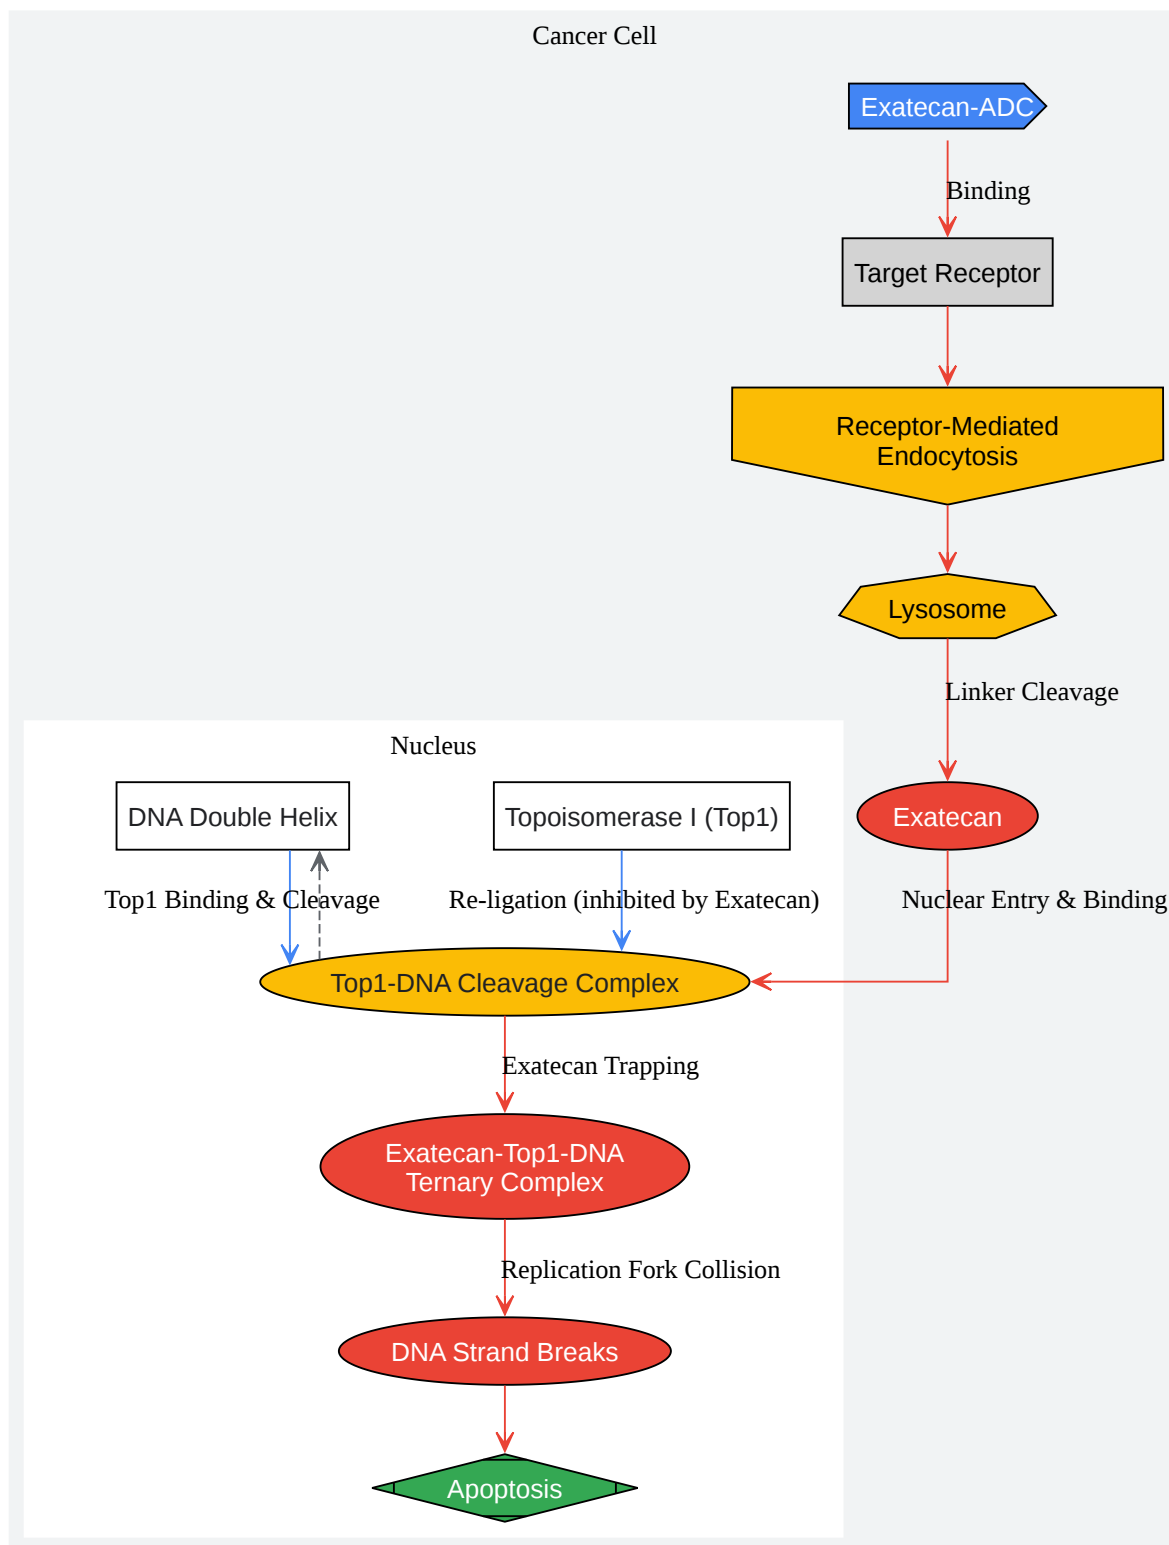 Cancer Cell
Exatecan-ADC
Binding
Target Receptor
Receptor-Mediated
Endocytosis
Lysosome
Linker Cleavage
Nucleus
DNA Double Helix
Topoisomerase I (Top1)
Exatecan
Top1 Binding & Cleavage
Re-ligation (inhibited by Exatecan)
Nuclear Entry & Binding
Top1-DNA Cleavage Complex
Exatecan Trapping
Exatecan-Top1-DNA
Ternary Complex
Replication Fork Collision
DNA Strand Breaks
Apoptosis